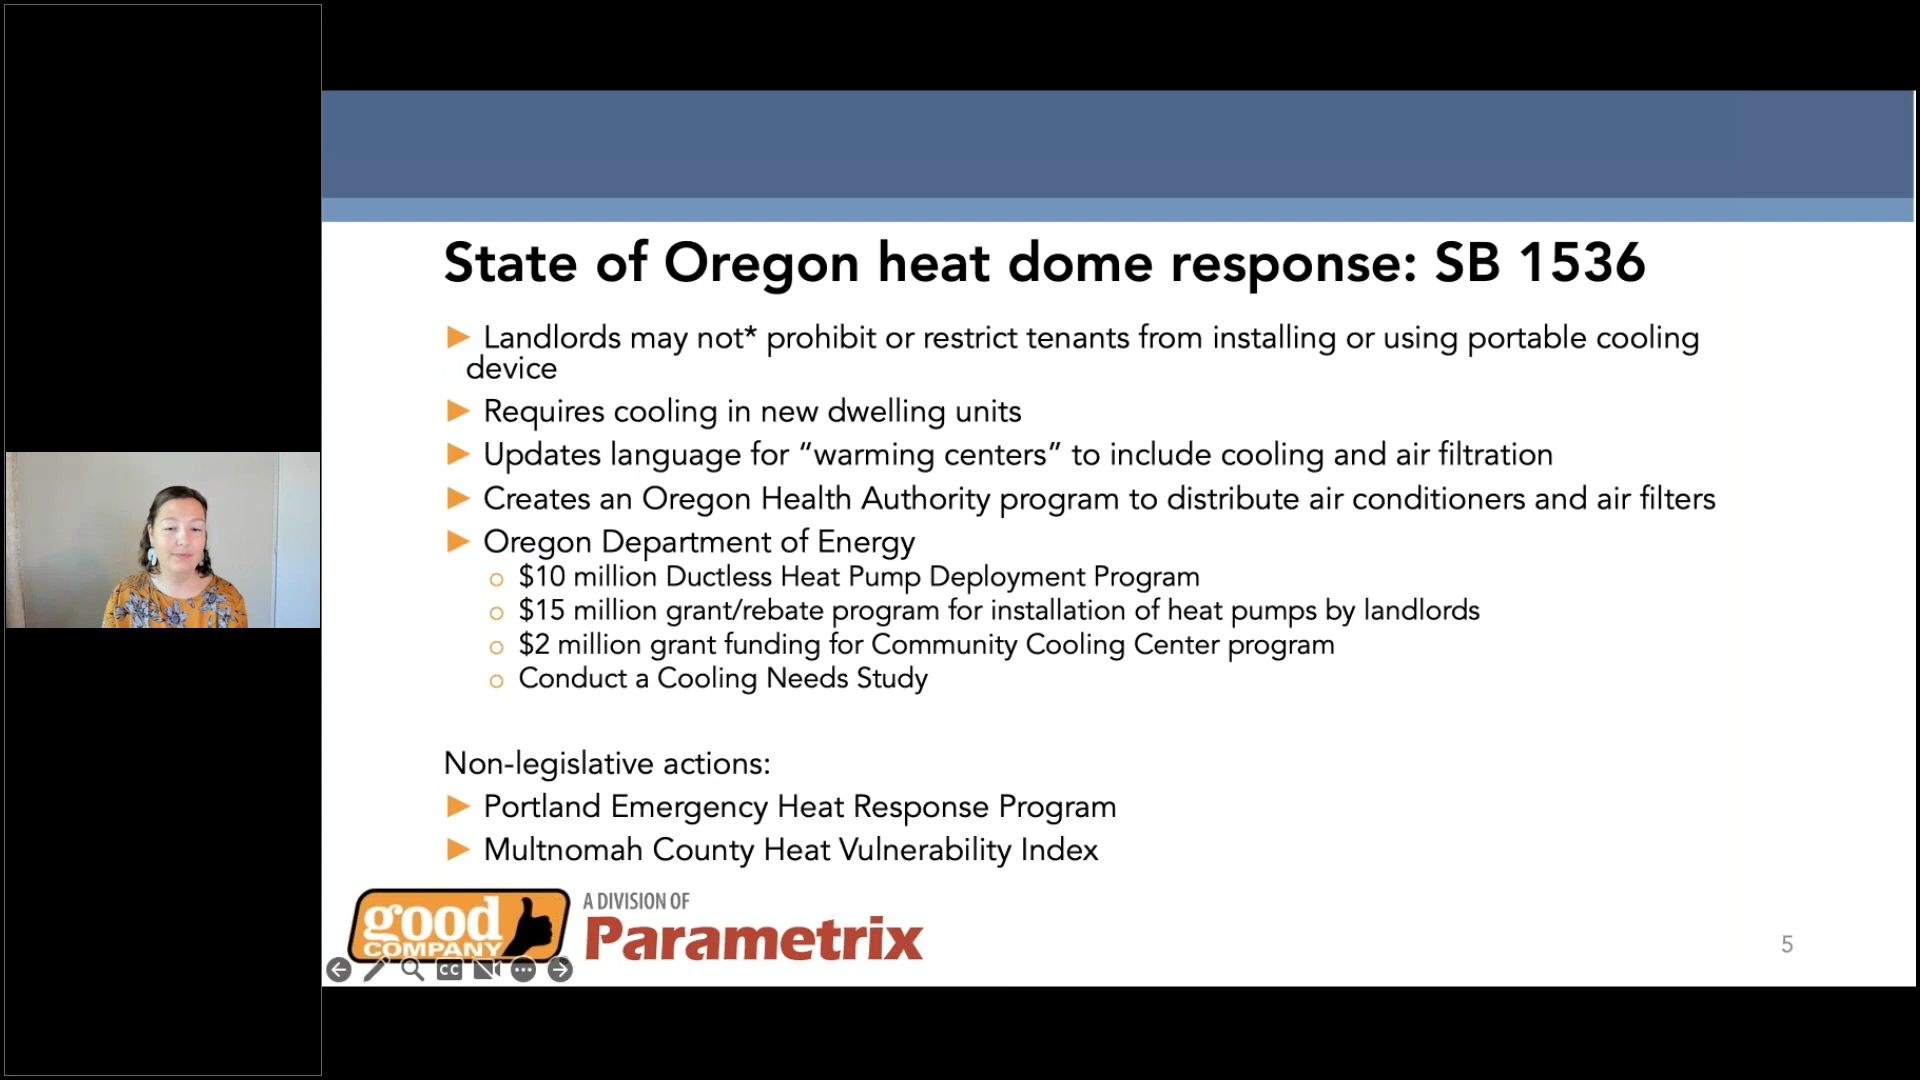 State of Oregon heat dome response: SB 1536
► Landlords may not* prohibit or restrict tenants from installing or using portable cooling
device
► Requires cooling in new dwelling units
► Updates language for “warming centers” to include cooling and air filtration
► Creates an Oregon Health Authority program to distribute air conditioners and air filters
► Oregon Department of Energy
o $10 million Ductless Heat Pump Deployment Program
o $15 million grant/rebate program for installation of heat pumps by landlords
o $2 million grant funding for Community Cooling Center program
o Conduct a Cooling Needs Study
Non-legislative actions:
► Portland Emergency Heat Response Program
► Multnomah County Heat Vulnerability Index
good
COMPANY
A DIVISION OF
Parametrix
CC
5